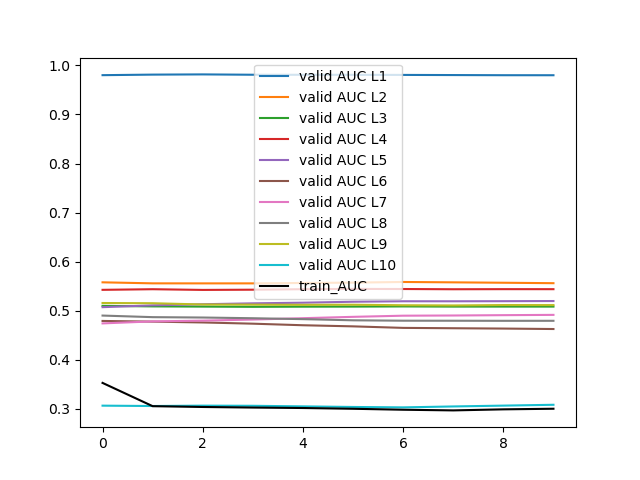 1.0
0.9
0.8
0.7
0.6
0.5
0.4
0.3
valid AUC L1
valid AUC L2
valid AUC L3
valid AUC L4
valid AUC L5
valid AUC L6
valid AUC L7
valid AUC L8
valid AUC L9
valid AUC L10
train_AUC
0 2 4 6 8